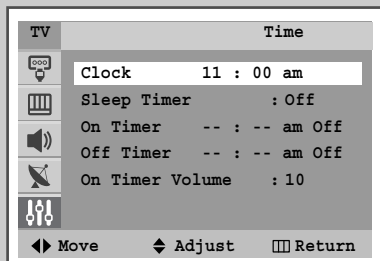 TV Time
Clock 11 : 00 am
Sleep Timer : Off
On Timer -- : -- am Off
Off Timer -- : -- am Off
On Timer Volume : 10
Move Adjust Return